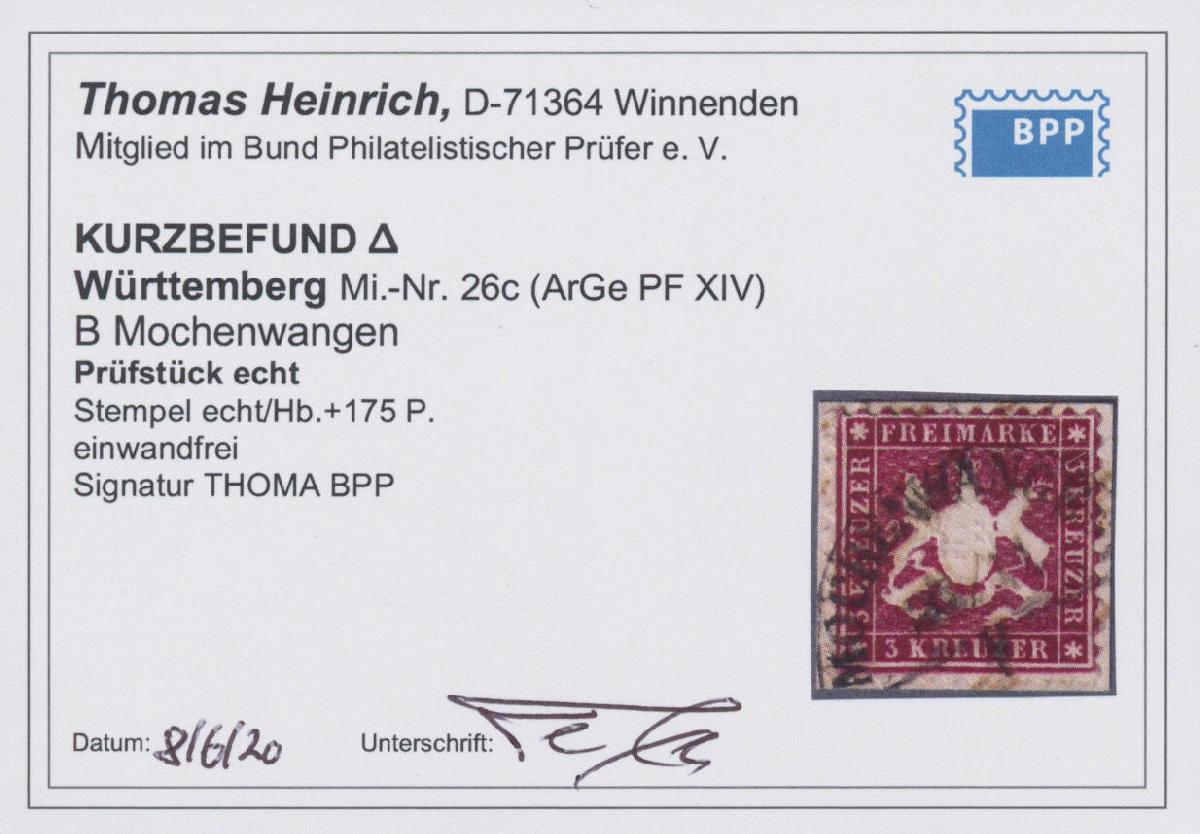 Thomas Heinrich, D-71364 Winnenden
Mitglied im Bund Philatelistischer Prüfer e. V.
BPP
KURZBEFUND Δ
Württemberg Mi.-Nr. 26c (ArGe PF XIV)
B Mochenwangen
Prüfstück echt
Stempel echt/Hb.+175 P.
einwandfrei
Signatur THOMA BPP
FREIMARKE
3 KREUZER
3 KREUZER
3 KREUZER
Datum: 8/6/20
Unterschrift: